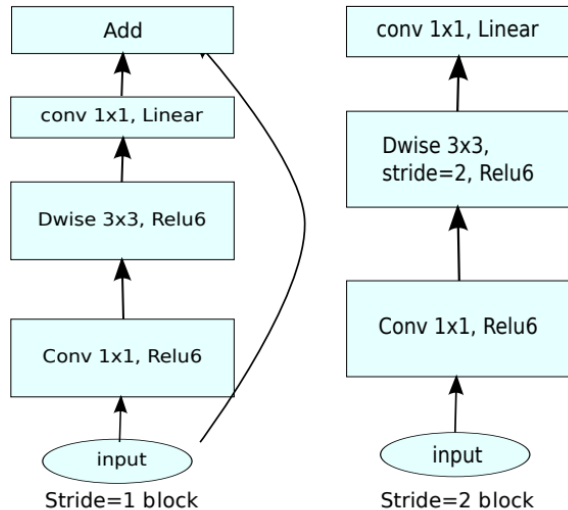 Add
conv 1x1, Linear
Dwise 3x3, Relu6
Conv 1x1, Relu6
input
Stride=1 block
conv 1x1, Linear
Dwise 3x3,
stride=2, Relu6
Conv 1x1, Relu6
input
Stride=2 block